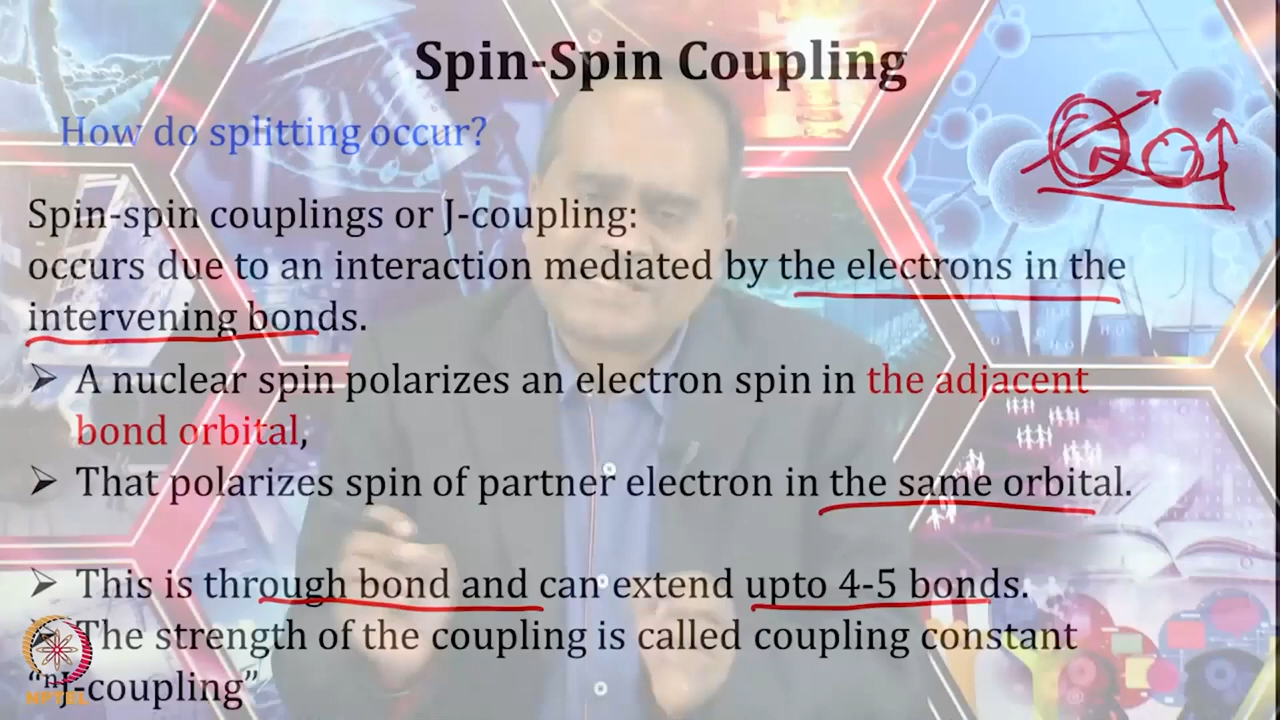 Spin-Spin Coupling
How do splitting occur?
Spin-spin couplings or J-coupling:
occurs due to an interaction mediated by the electrons in the
intervening bonds.
➢ A nuclear spin polarizes an electron spin in the adjacent
bond orbital,
➢ That polarizes spin of partner electron in the same orbital.
➢ This is through bond and can extend upto 4-5 bonds.
➢ The strength of the coupling is called coupling constant
“ⁿJ-coupling”
NPTEL